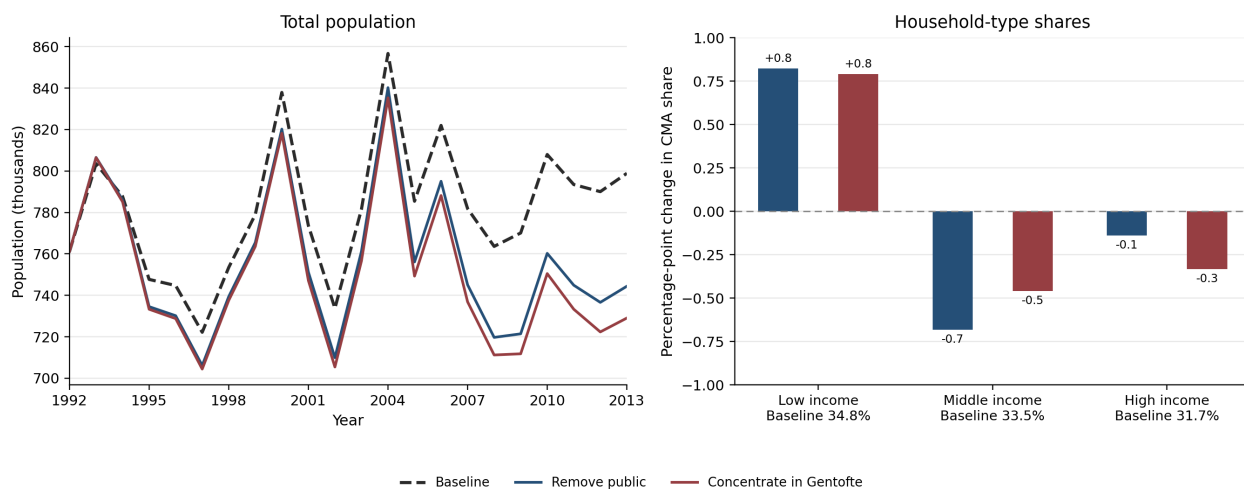 Total population
Population (thousands)
860
840
820
800
780
760
740
720
700
1992 1995 1998 2001 2004 2007 2010 2013
Year
Household-type shares
Percentage-point change in CMA share
1.00
0.75
0.50
0.25
0.00
−0.25
−0.50
−0.75
−1.00
+0.8 +0.8
-0.7 -0.5
-0.1 -0.3
Low income
Baseline 34.8%
Middle income
Baseline 33.5%
High income
Baseline 31.7%
Baseline Remove public Concentrate in Gentofte